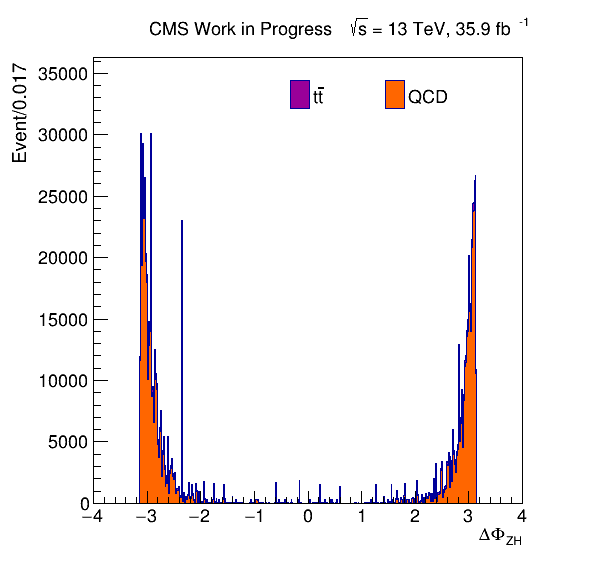 CMS Work in Progress √s = 13 TeV, 35.9 fb⁻¹
Event/0.017
35000
30000
25000
20000
15000
10000
5000
0
tt̄
QCD
−4 −3 −2 −1 0 1 2 3 4
ΔΦ_ZH